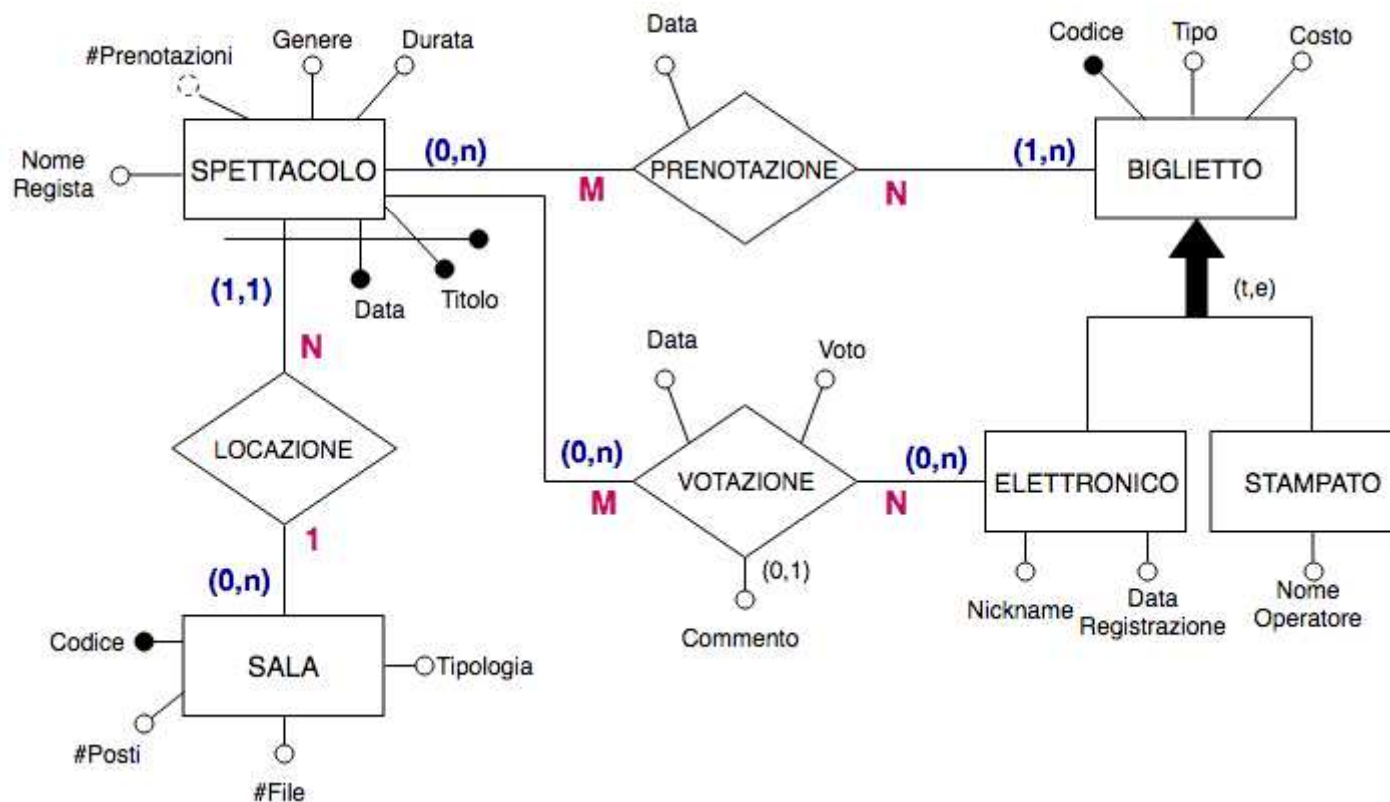 Data
Codice
Tipo
Costo
#Prenotazioni
Genere
Durata
Nome
Regista
SPETTACOLO
(0,n)
M
PRENOTAZIONE
N
(1,n)
BIGLIETTO
(1,1)
Data
Titolo
(t,e)
N
Data
Voto
LOCAZIONE
(0,n)
M
VOTAZIONE
(0,n)
N
ELETTRONICO
STAMPATO
1
(0,n)
(0,1)
Commento
Nickname
Data
Registrazione
Nome
Operatore
Codice
SALA
Tipologia
#Posti
#File